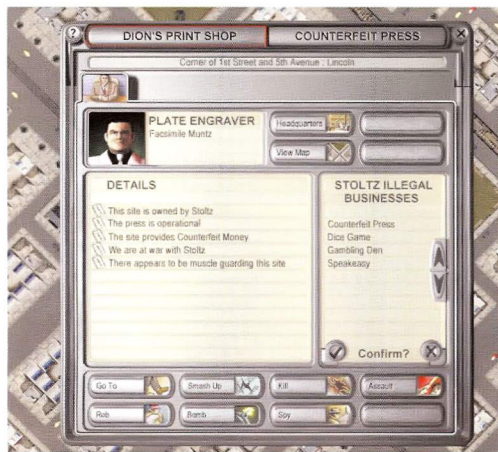 ?
DION'S PRINT SHOP
COUNTERFEIT PRESS
X
Corner of 1st Street and 5th Avenue : Lincoln
PLATE ENGRAVER
Facsimile Muntz
Headquarters
View Map
DETAILS
This site is owned by Stoltz
The press is operational
The site provides Counterfeit Money
We are at war with Stoltz
There appears to be muscle guarding this site
STOLTZ ILLEGAL
BUSINESSES
Counterfeit Press
Dice Game
Gambling Den
Speakeasy
Confirm?
Go To
Smash Up
Kill
Assault
Rob
Bomb
Spy